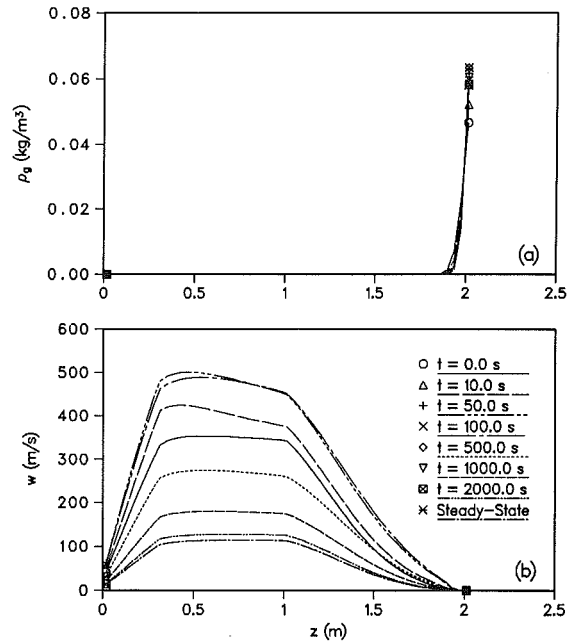 0.08
0.06
0.04
0.02
0.00
ρg (kg/m³)
(a)
0 0.5 1 1.5 2 2.5
600
500
400
300
200
100
0
w (m/s)
t = 0.0 s
t = 10.0 s
t = 50.0 s
t = 100.0 s
t = 500.0 s
t = 1000.0 s
t = 2000.0 s
Steady-State
(b)
0 0.5 1 1.5 2 2.5
z (m)